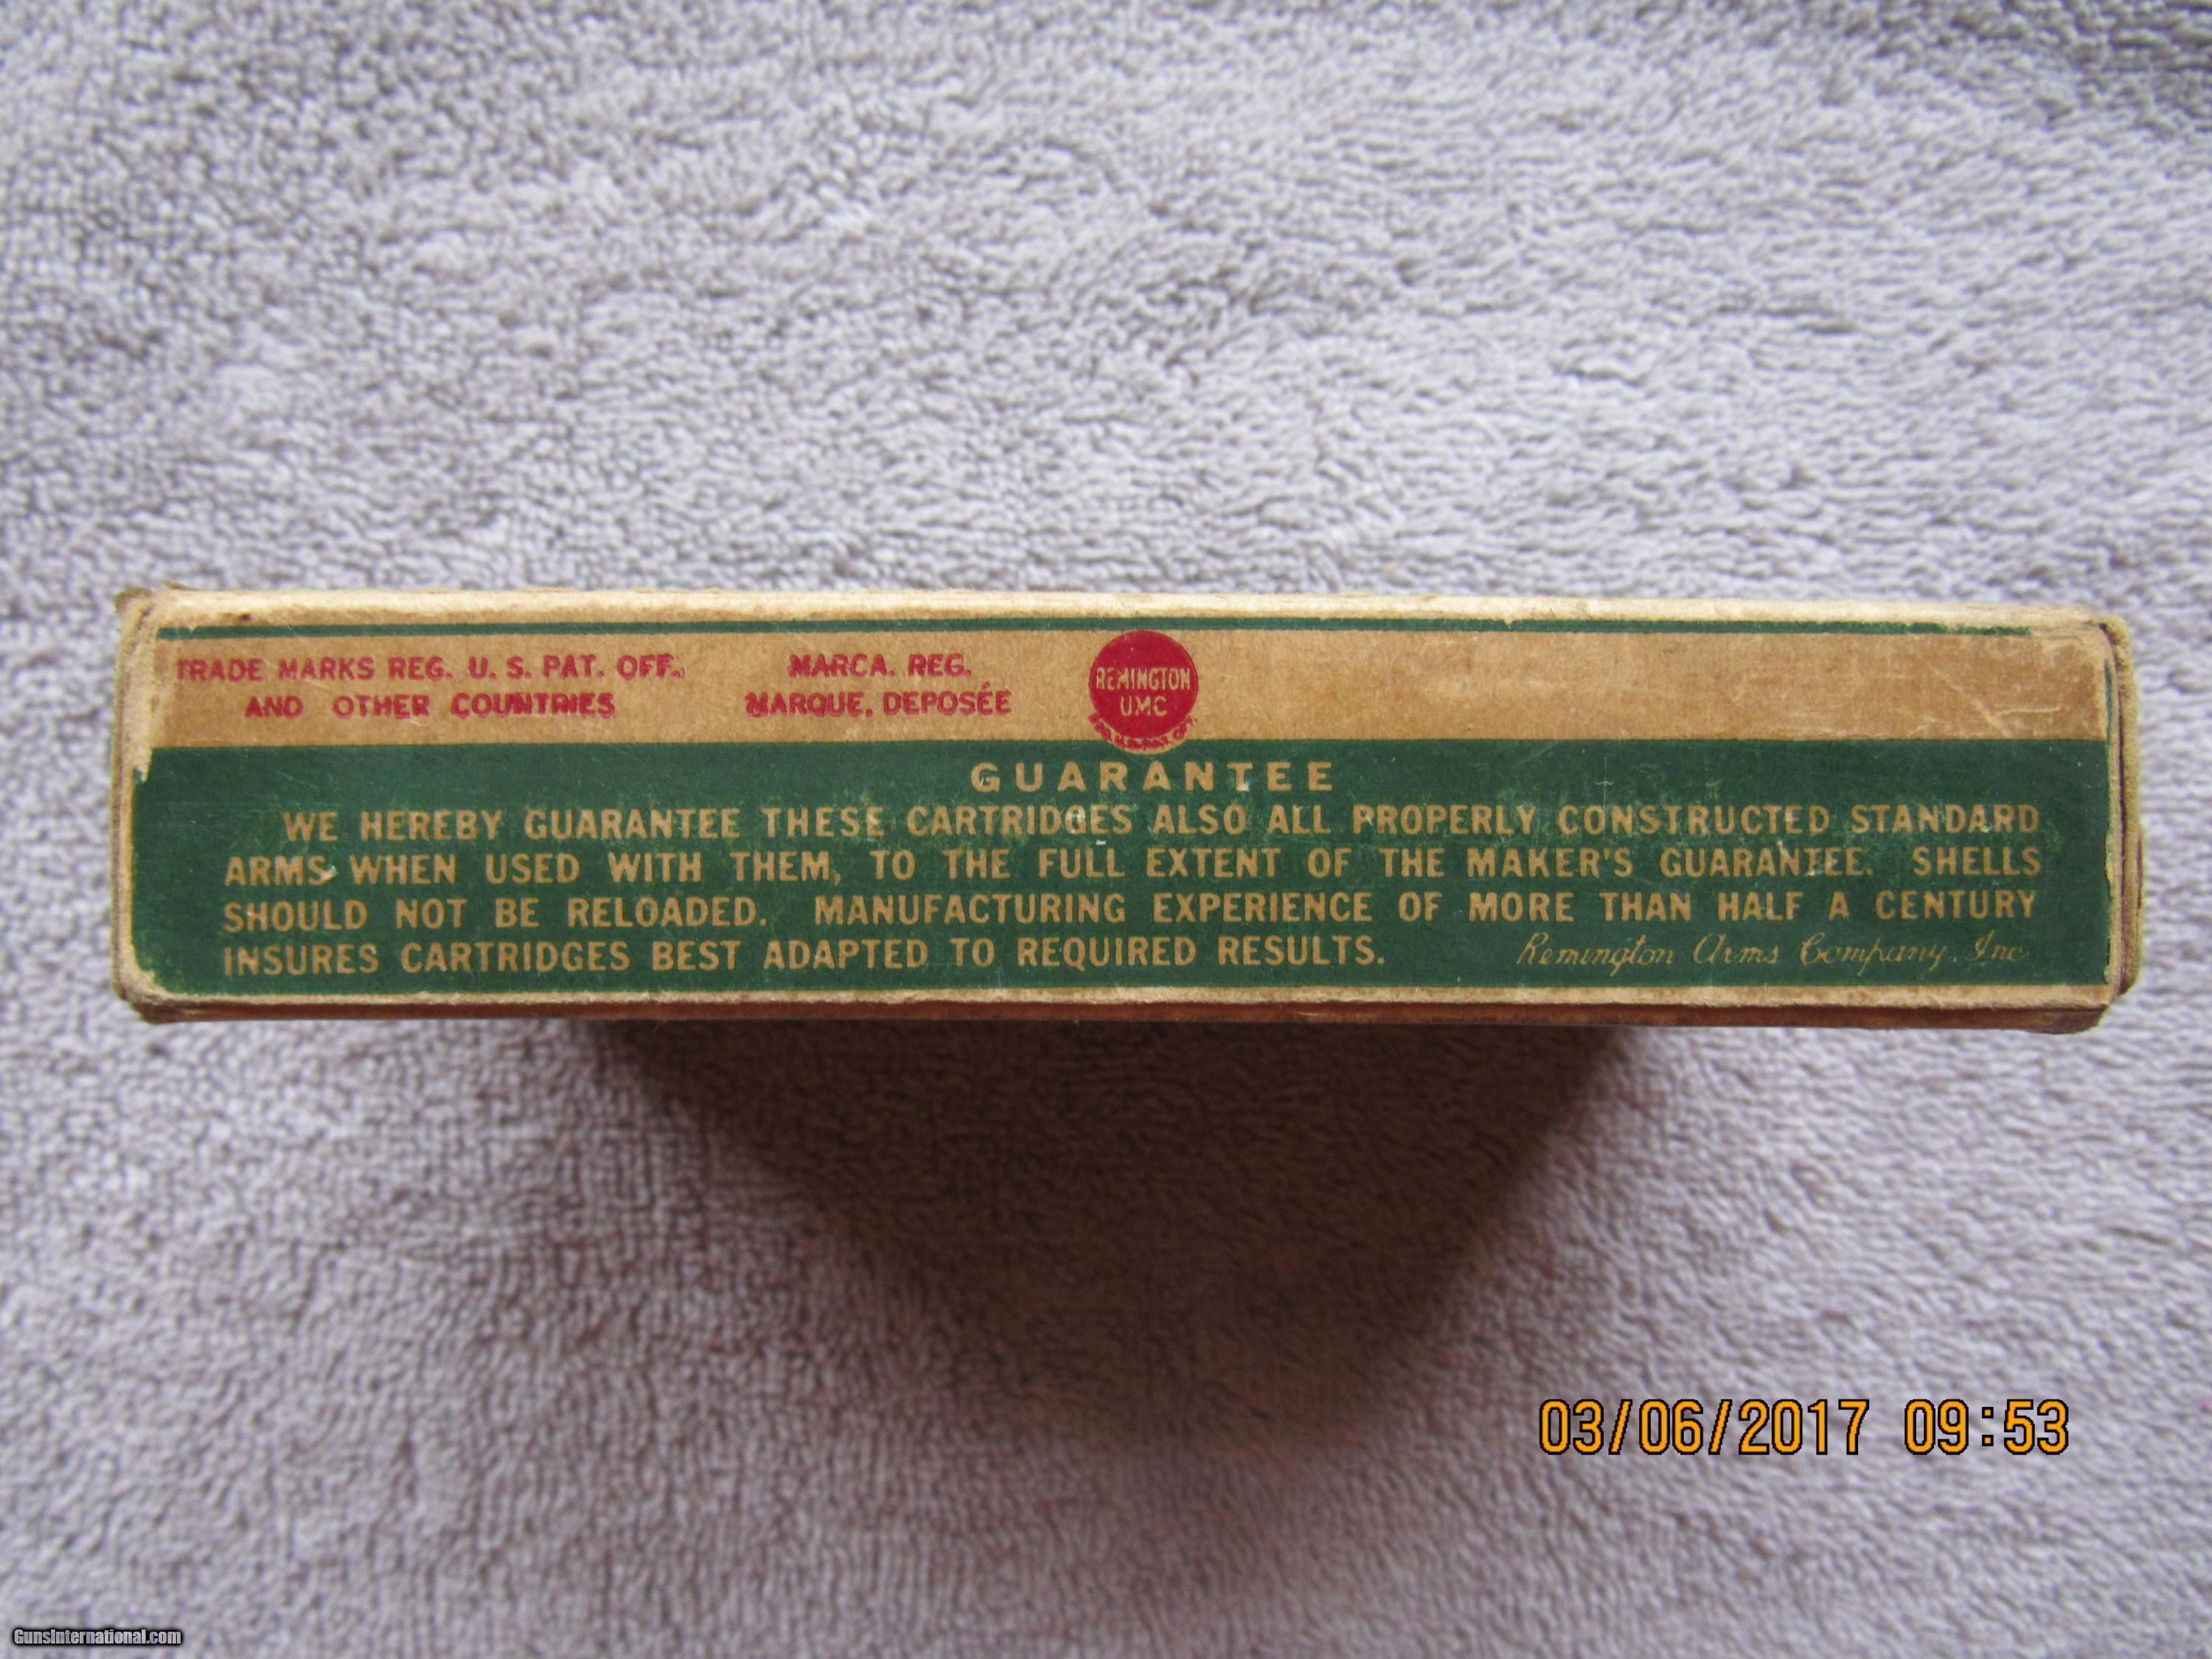 TRADE MARKS REG. U. S. PAT. OFF.
AND OTHER COUNTRIES
MARCA. REG.
MARQUE. DEPOSÉE
REMINGTON
UMC
GUARANTEE
WE HEREBY GUARANTEE THESE CARTRIDGES ALSO ALL PROPERLY CONSTRUCTED STANDARD
ARMS WHEN USED WITH THEM, TO THE FULL EXTENT OF THE MAKER'S GUARANTEE. SHELLS
SHOULD NOT BE RELOADED. MANUFACTURING EXPERIENCE OF MORE THAN HALF A CENTURY
INSURES CARTRIDGES BEST ADAPTED TO REQUIRED RESULTS.
Remington Arms Company, Inc.
03/06/2017 09:53
GunsInternational.com